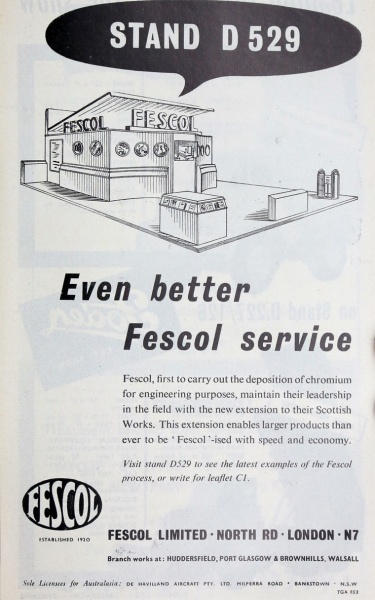 STAND D 529
FESCOL
FESCOL
Even better
Fescol service
Fescol, first to carry out the deposition of chromium
for engineering purposes, maintain their leadership
in the field with the new extension to their Scottish
Works. This extension enables larger products than
ever to be ‘ Fescol ’-ised with speed and economy.
Visit stand D529 to see the latest examples of the Fescol
process, or write for leaflet C1.
FESCOL
ESTABLISHED 1920
FESCOL LIMITED · NORTH RD · LONDON · N7
Branch works at: HUDDERSFIELD, PORT GLASGOW & BROWNHILLS, WALSALL
Sole Licensees for Australasia: DE HAVILLAND AIRCRAFT PTY. LTD. MILPERRA ROAD · BANKSTOWN · N.S.W
TGA